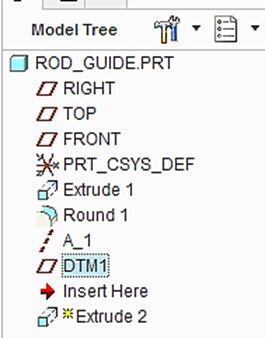 Model Tree
ROD_GUIDE.PRT
RIGHT
TOP
FRONT
PRT_CSYS_DEF
Extrude 1
Round 1
A_1
DTM1
Insert Here
Extrude 2